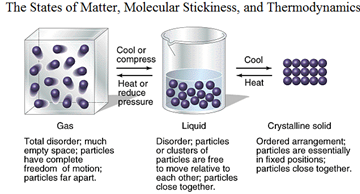 The States of Matter, Molecular Stickiness, and Thermodynamics
Cool or
compress
Heat or
reduce
pressure
Cool
Heat
Gas
Total disorder; much
empty space; particles
have complete
freedom of motion;
particles far apart.
Liquid
Disorder; particles
or clusters of
particles are free
to move relative to
each other; particles
close together.
Crystalline solid
Ordered arrangement;
particles are essentially
in fixed positions;
particles close together.